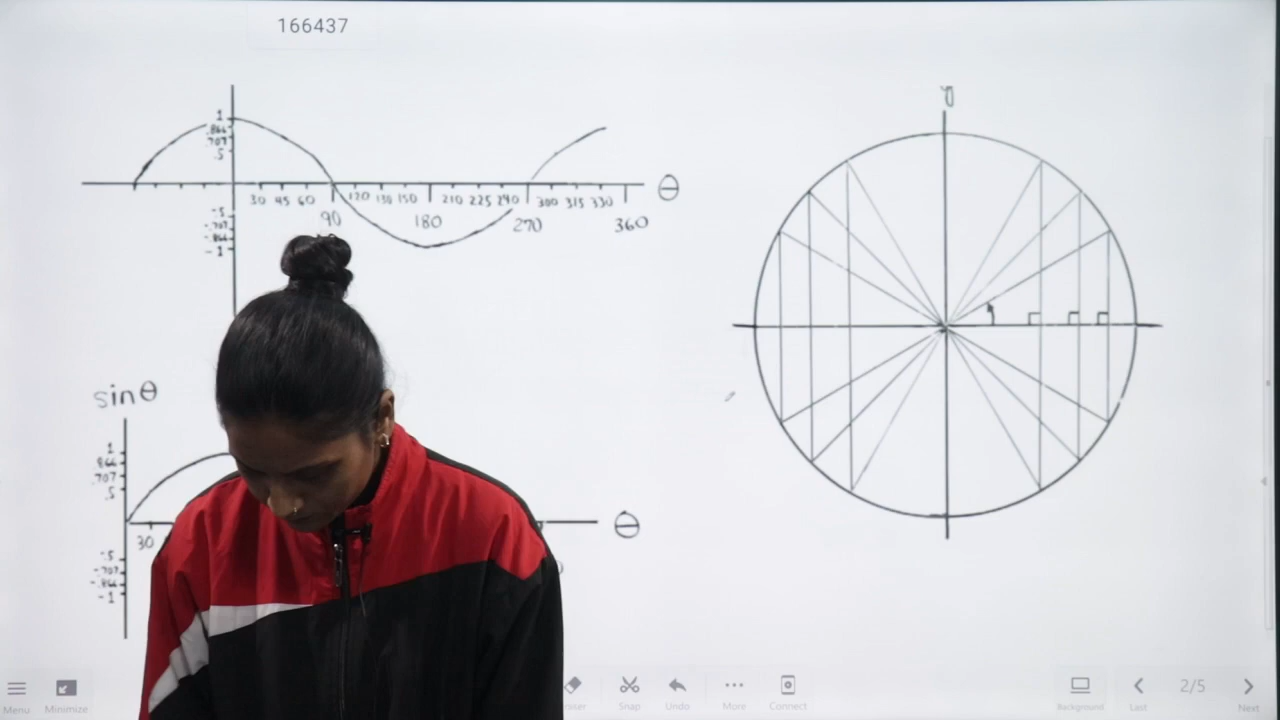 166437
y
1
.866
.707
.5
30 45 60 120 130 150 210 225 240 300 315 330 θ
90 180 270 360
-.5
-.707
-.866
-1
sinθ
1
.866
.707
.5
30 θ
-.5
-.707
-.866
-1
Menu Minimize Snap Undo More Connect Background Last 2/5 Next